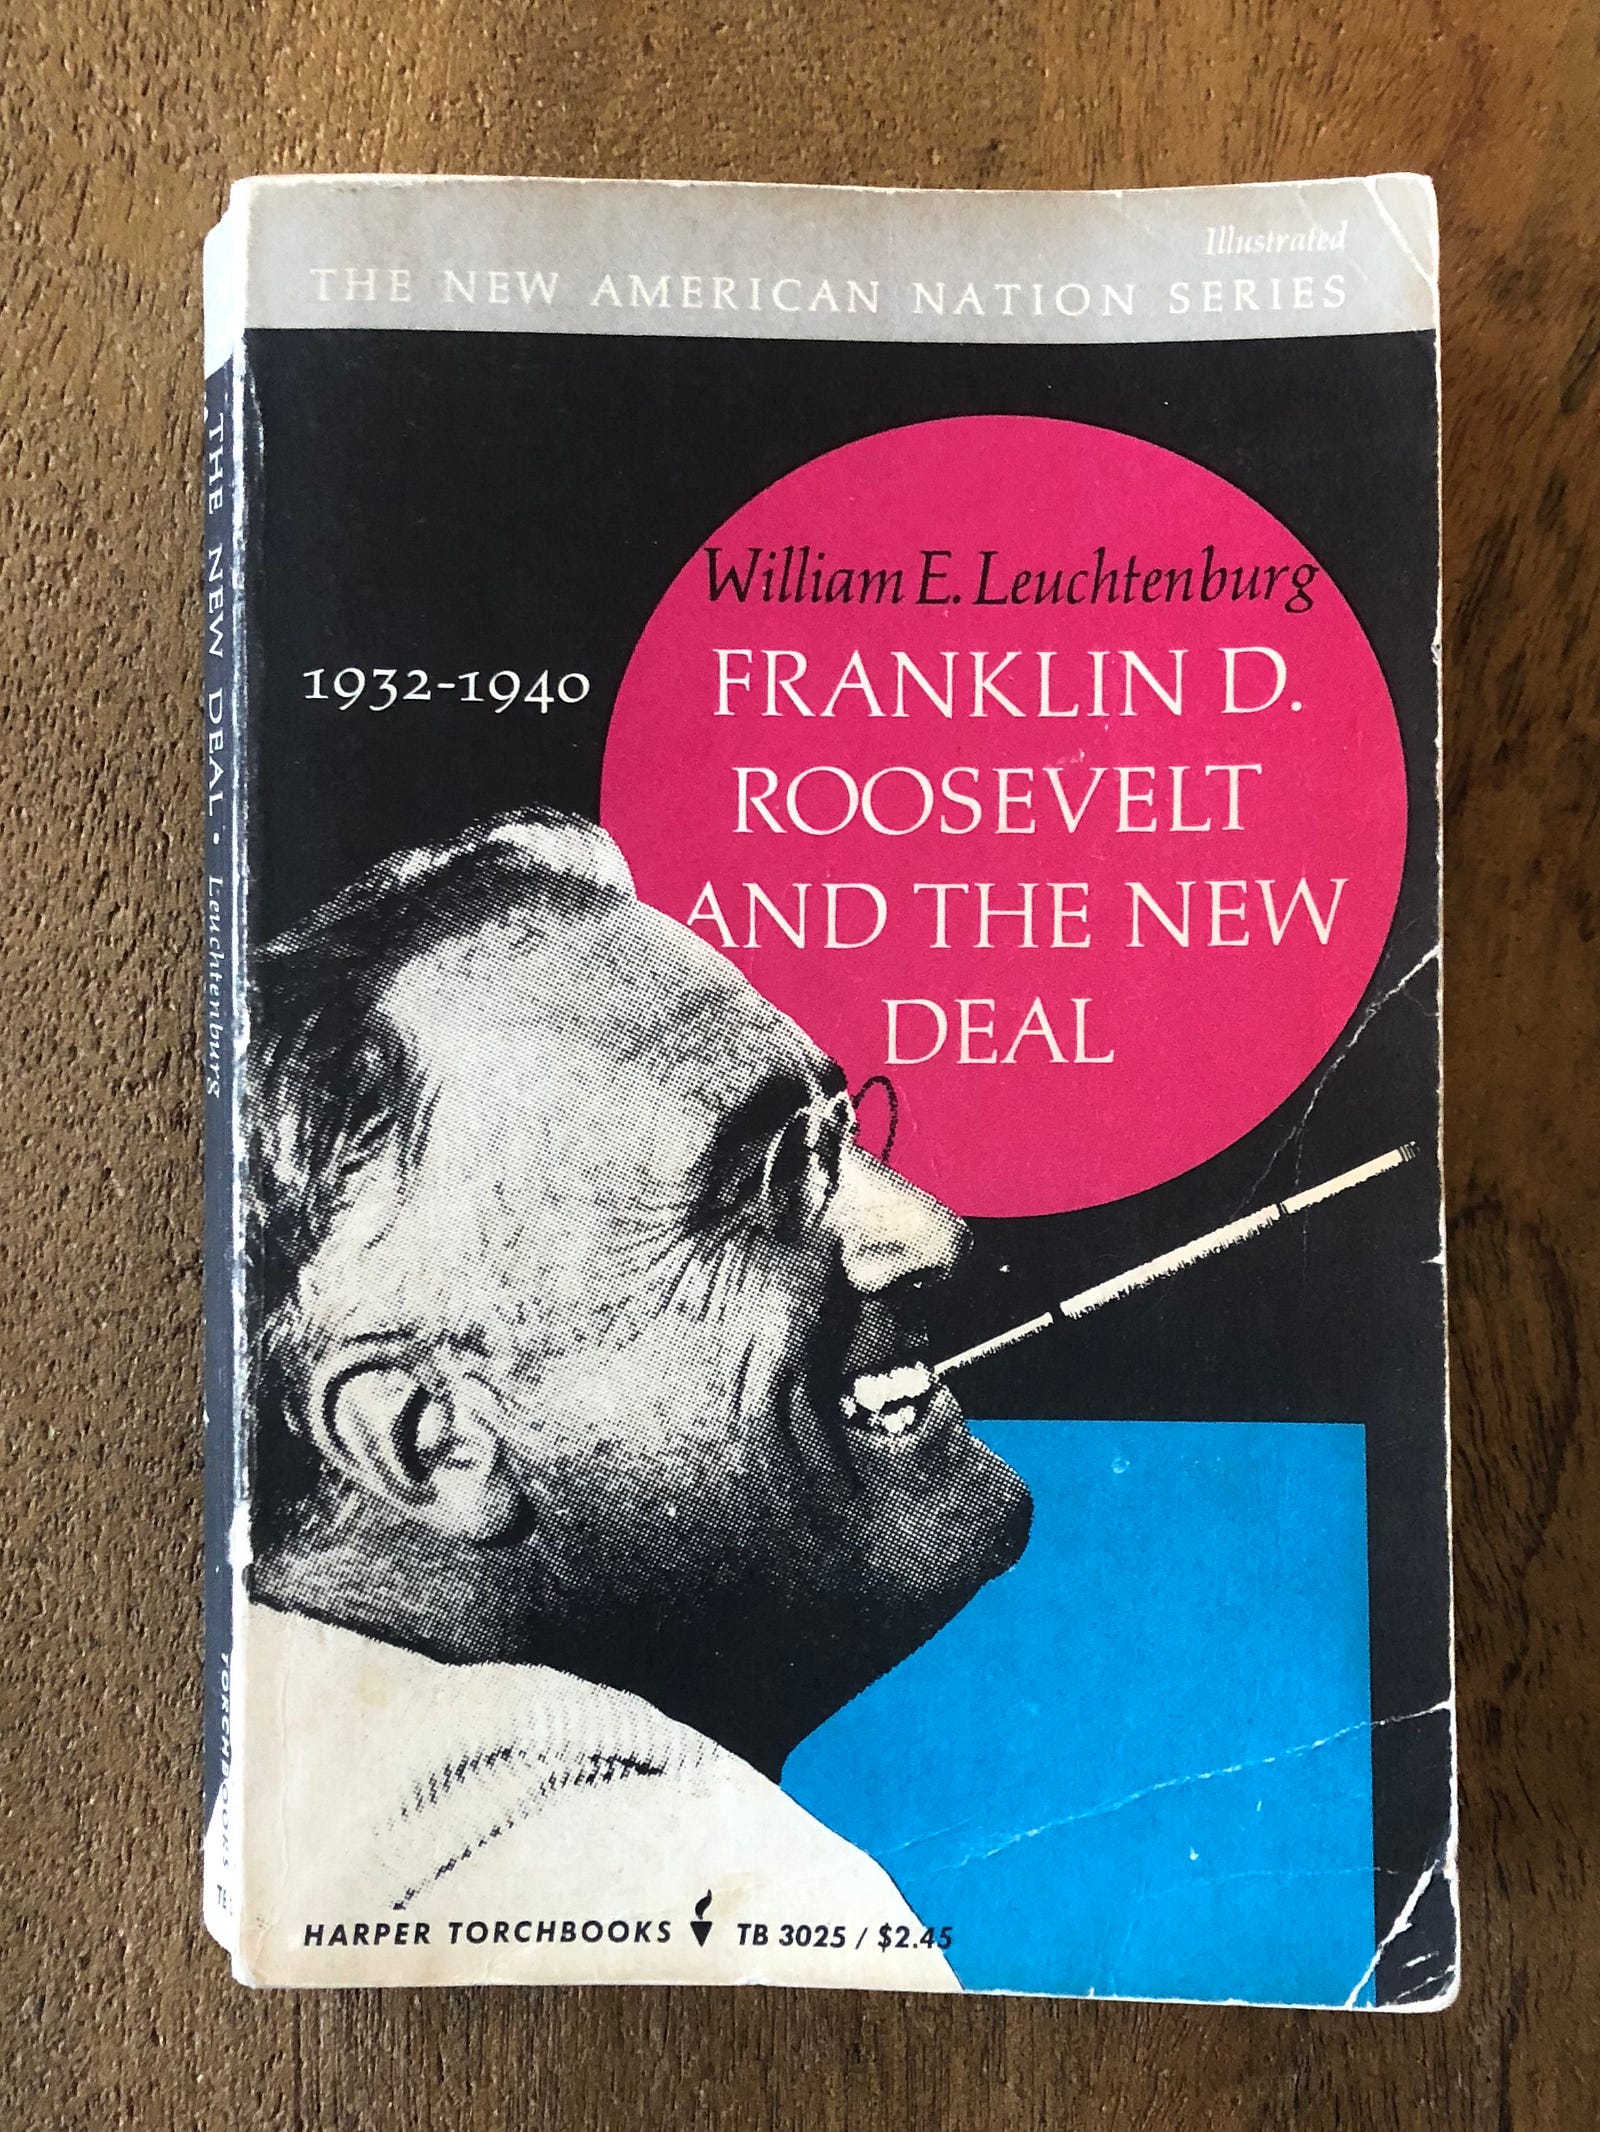 Illustrated
THE NEW AMERICAN NATION SERIES
William E. Leuchtenburg
1932-1940
FRANKLIN D.
ROOSEVELT
AND THE NEW
DEAL
HARPER TORCHBOOKS TB 3025 / $2.45
THE NEW DEAL • Leuchtenburg
TORCHBOOKS